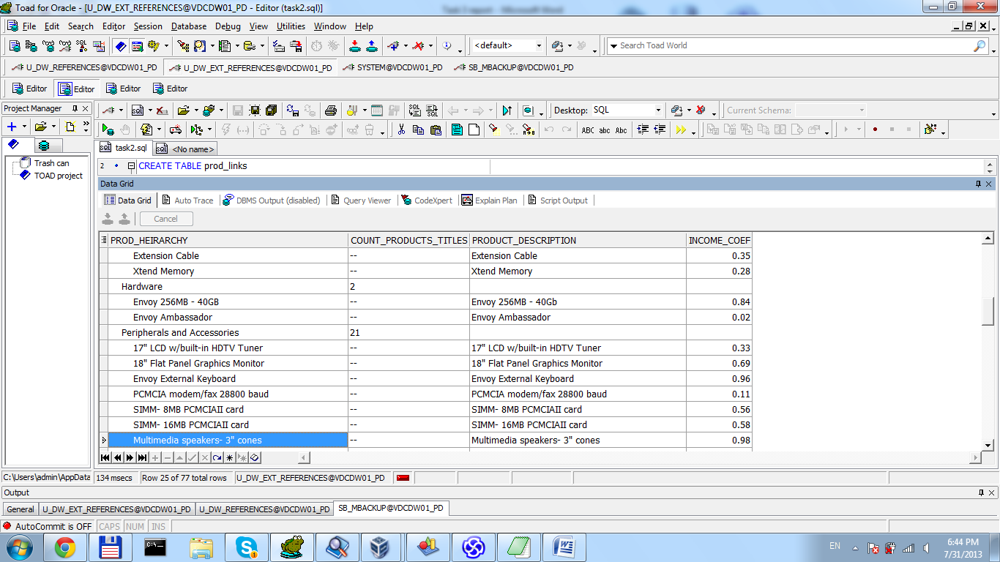 Toad for Oracle - [U_DW_EXT_REFERENCES@VDCDW01_PD - Editor (task2.sql)]
Task 3 report - Microsoft Word
File Edit Search Editor Session Database Debug View Utilities Window Help
<default> Search Toad World
U_DW_REFERENCES@VDCDW01_PD U_DW_EXT_REFERENCES@VDCDW01_PD SYSTEM@VDCDW01_PD SB_MBACKUP@VDCDW01_PD
Editor Editor Editor Editor
Project Manager Desktop: SQL Current Schema:
ABC abc Abc
task2.sql <No name>
Trash can
TOAD project
2 CREATE TABLE prod_links
Data Grid
Data Grid Auto Trace DBMS Output (disabled) Query Viewer CodeXpert Explain Plan Script Output
Cancel
PROD_HEIRARCHY COUNT_PRODUCTS_TITLES PRODUCT_DESCRIPTION INCOME_COEF
Extension Cable -- Extension Cable 0.35
Xtend Memory -- Xtend Memory 0.28
Hardware 2
Envoy 256MB - 40GB -- Envoy 256MB - 40Gb 0.84
Envoy Ambassador -- Envoy Ambassador 0.02
Peripherals and Accessories 21
17" LCD w/built-in HDTV Tuner -- 17" LCD w/built-in HDTV Tuner 0.33
18" Flat Panel Graphics Monitor -- 18" Flat Panel Graphics Monitor 0.69
Envoy External Keyboard -- Envoy External Keyboard 0.96
PCMCIA modem/fax 28800 baud -- PCMCIA modem/fax 28800 baud 0.11
SIMM- 8MB PCMCIAII card -- SIMM- 8MB PCMCIAII card 0.56
SIMM- 16MB PCMCIAII card -- SIMM- 16MB PCMCIAII card 0.58
Multimedia speakers- 3" cones -- Multimedia speakers- 3" cones 0.98
C:\Users\admin\AppData 134 msecs Row 25 of 77 total rows U_DW_EXT_REFERENCES@VDCDW01_PD
Output
General U_DW_EXT_REFERENCES@VDCDW01_PD U_DW_REFERENCES@VDCDW01_PD SB_MBACKUP@VDCDW01_PD
AutoCommit is OFF CAPS NUM INS
EN 6:44 PM
7/31/2013